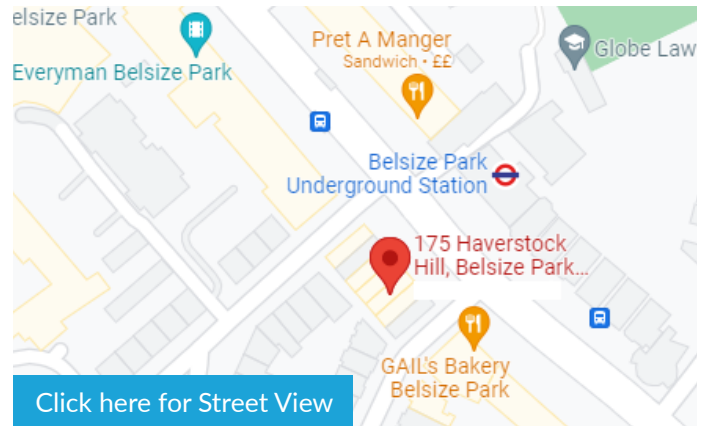 elsize Park
Everyman Belsize Park
Pret A Manger
Sandwich • ££
Globe Law
Belsize Park
Underground Station
175 Haverstock
Hill, Belsize Park...
GAIL's Bakery
Belsize Park
Click here for Street View